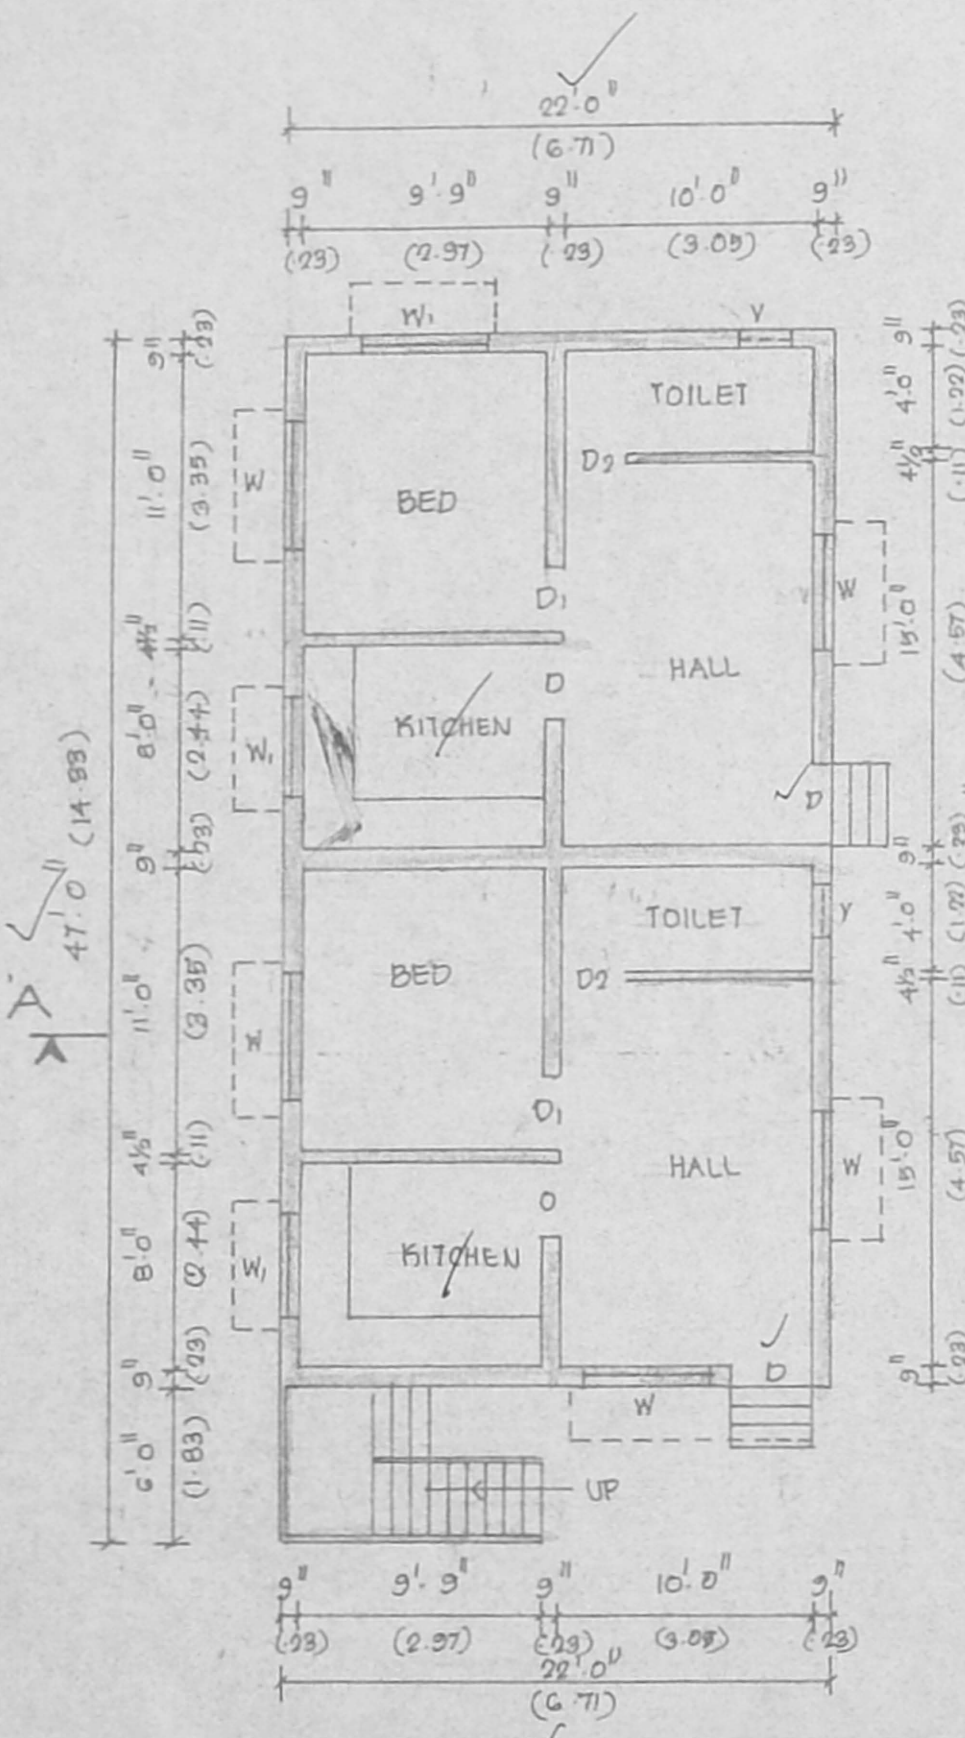 22'.0"
(6.71)
9" 9'.9" 9" 10'.0" 9"
(.23) (2.97) (.23) (3.05) (.23)
W1 V
9" (.23) 9" (.23)
4'.0" (1.22)
TOILET
D2 4½" (.11)
11'.0" (3.35) W
BED
W 15'.0" (4.57)
D1
4½" (.11)
HALL
D
8'.0" (2.44) W1
KITCHEN
D
47'.0" (14.33)
9" (.23) 9" (.23)
TOILET V 4'.0" (1.22)
A
BED D2 4½" (.11)
11'.0" (3.35)
D1
4½" (.11)
HALL W 15'.0" (4.57)
D
8'.0" (2.44) W1
KITCHEN
9" (.23) D 9" (.23)
W
6'.0" (1.83)
UP
9" 9'.9" 9" 10'.0" 9"
(.23) (2.97) (.23) (3.05) (.23)
22'.0"
(6.71)